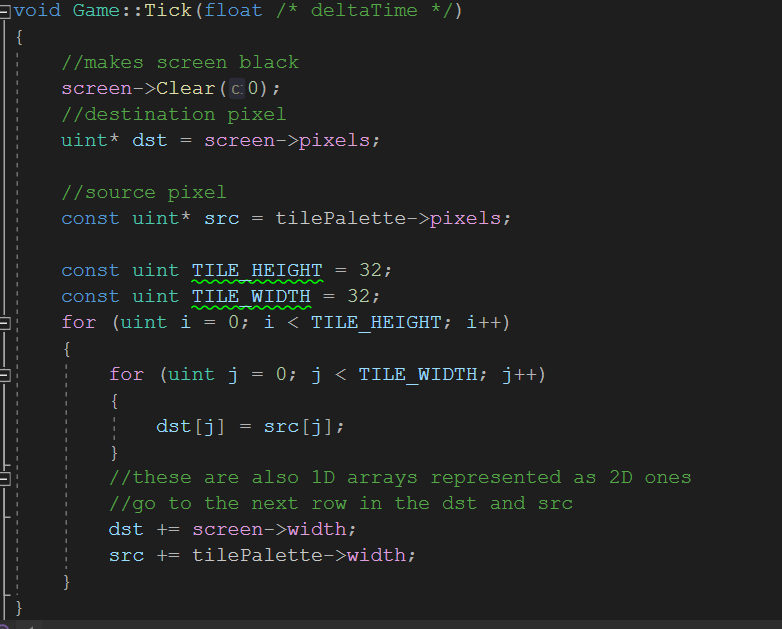 void Game::Tick(float /* deltaTime */)
{
    //makes screen black
    screen->Clear(c:0);
    //destination pixel
    uint* dst = screen->pixels;

    //source pixel
    const uint* src = tilePalette->pixels;

    const uint TILE_HEIGHT = 32;
    const uint TILE_WIDTH = 32;
    for (uint i = 0; i < TILE_HEIGHT; i++)
    {
        for (uint j = 0; j < TILE_WIDTH; j++)
        {
            dst[j] = src[j];
        }
        //these are also 1D arrays represented as 2D ones
        //go to the next row in the dst and src
        dst += screen->width;
        src += tilePalette->width;
    }
}